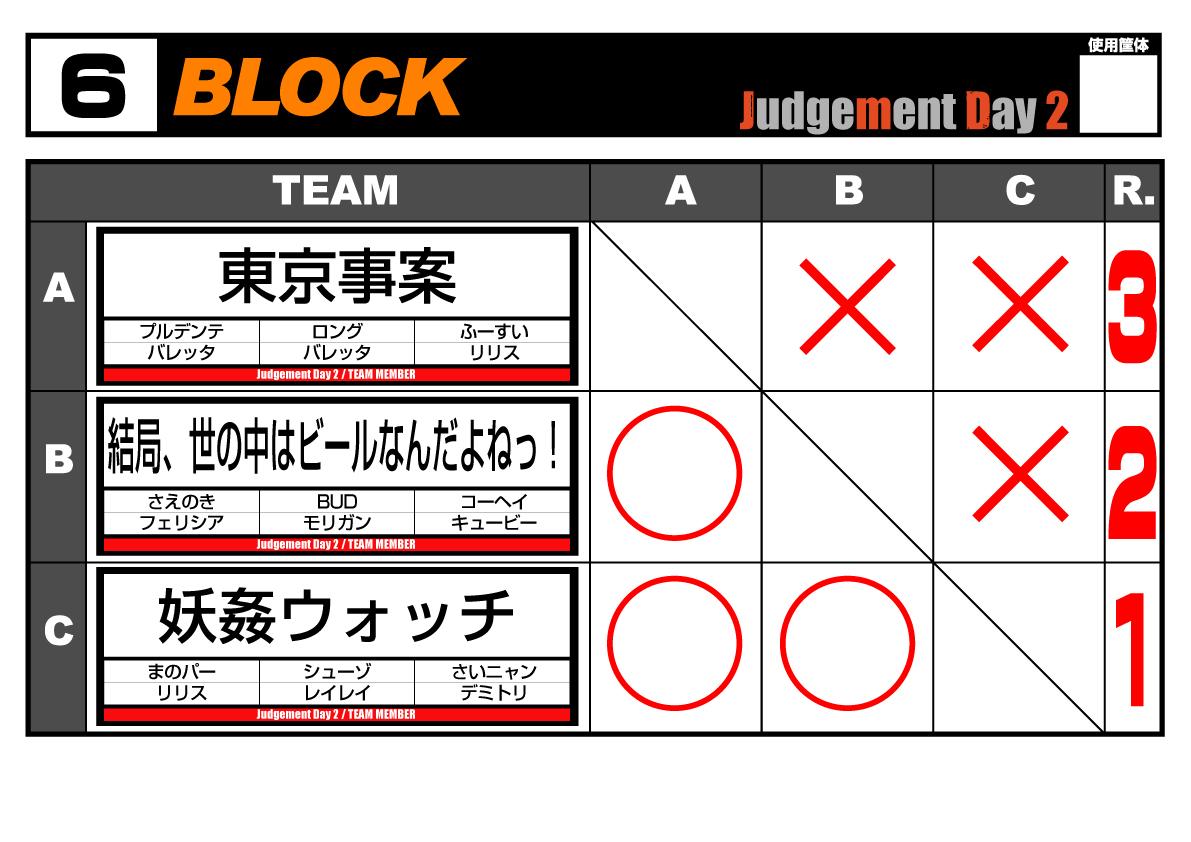 6 BLOCK
Judgement Day 2
使用筐体
TEAM A B C R.
A
東京事案
プルデンテ ロング ふーすい
バレッタ バレッタ リリス
Judgement Day 2 / TEAM MEMBER
× × 3
B
結局、世の中はビールなんだよねっ！
さえのき BUD コーヘイ
フェリシア モリガン キュービー
Judgement Day 2 / TEAM MEMBER
○ × 2
C
妖姦ウォッチ
まのパー シューゾ さいニャン
リリス レイレイ デミトリ
Judgement Day 2 / TEAM MEMBER
○ ○ 1